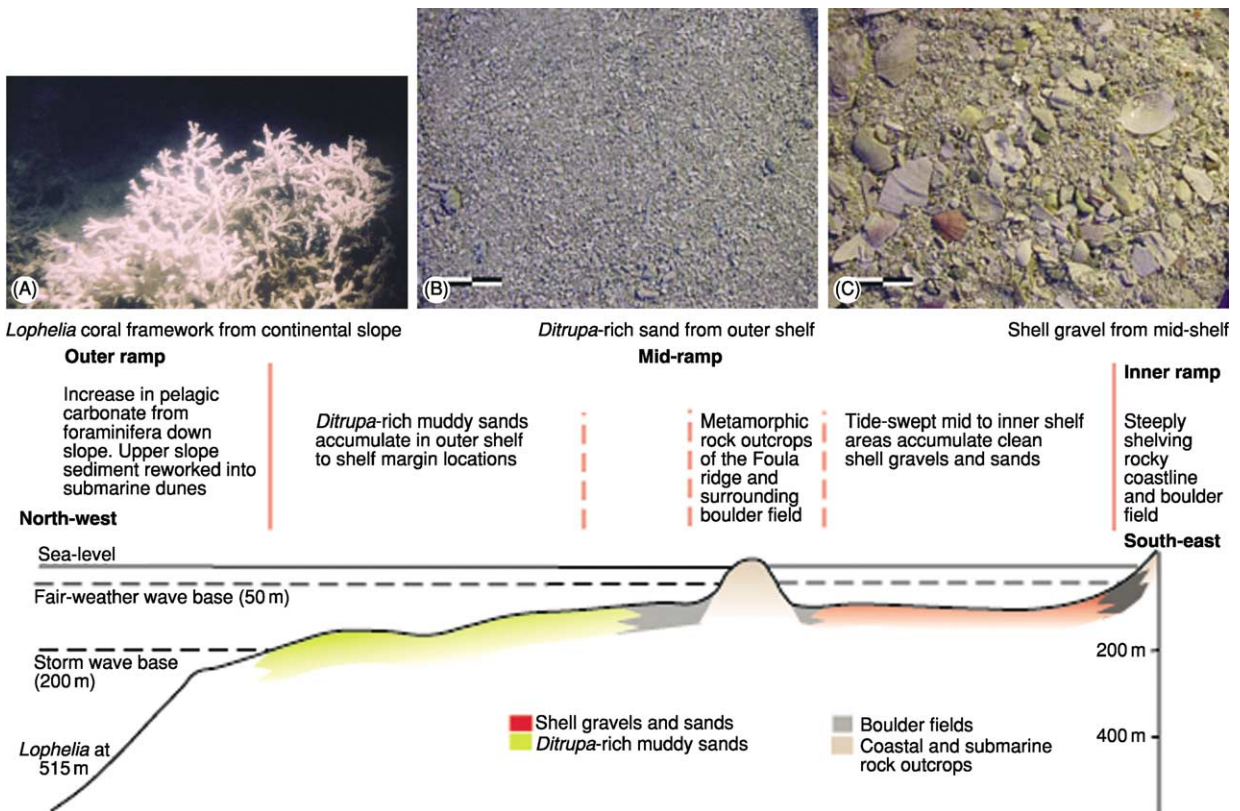 (A)
(B)
(C)
Lophelia coral framework from continental slope
Ditrupa-rich sand from outer shelf
Shell gravel from mid-shelf
Outer ramp
Mid-ramp
Inner ramp
Increase in pelagic
carbonate from
foraminifera down
slope. Upper slope
sediment reworked into
submarine dunes
Ditrupa-rich muddy sands
accumulate in outer shelf
to shelf margin locations
Metamorphic
rock outcrops
of the Foula
ridge and
surrounding
boulder field
Tide-swept mid to inner shelf
areas accumulate clean
shell gravels and sands
Steeply
shelving
rocky
coastline
and boulder
field
North-west
South-east
Sea-level
Fair-weather wave base (50 m)
Storm wave base
(200 m)
200 m
400 m
Lophelia at
515 m
Shell gravels and sands
Ditrupa-rich muddy sands
Boulder fields
Coastal and submarine
rock outcrops